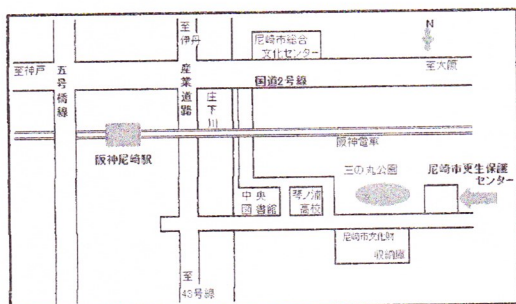 至
伊丹
尼崎市総合
文化センター
N
至神戸
五号橋線
産業道路
国道2号線
至大阪
庄下川
阪神尼崎駅
阪神電車
三の丸公園
尼崎市更生保護
センター
中央
図書館
琴ノ浦
高校
尼崎市文化財
収納庫
至
43号線